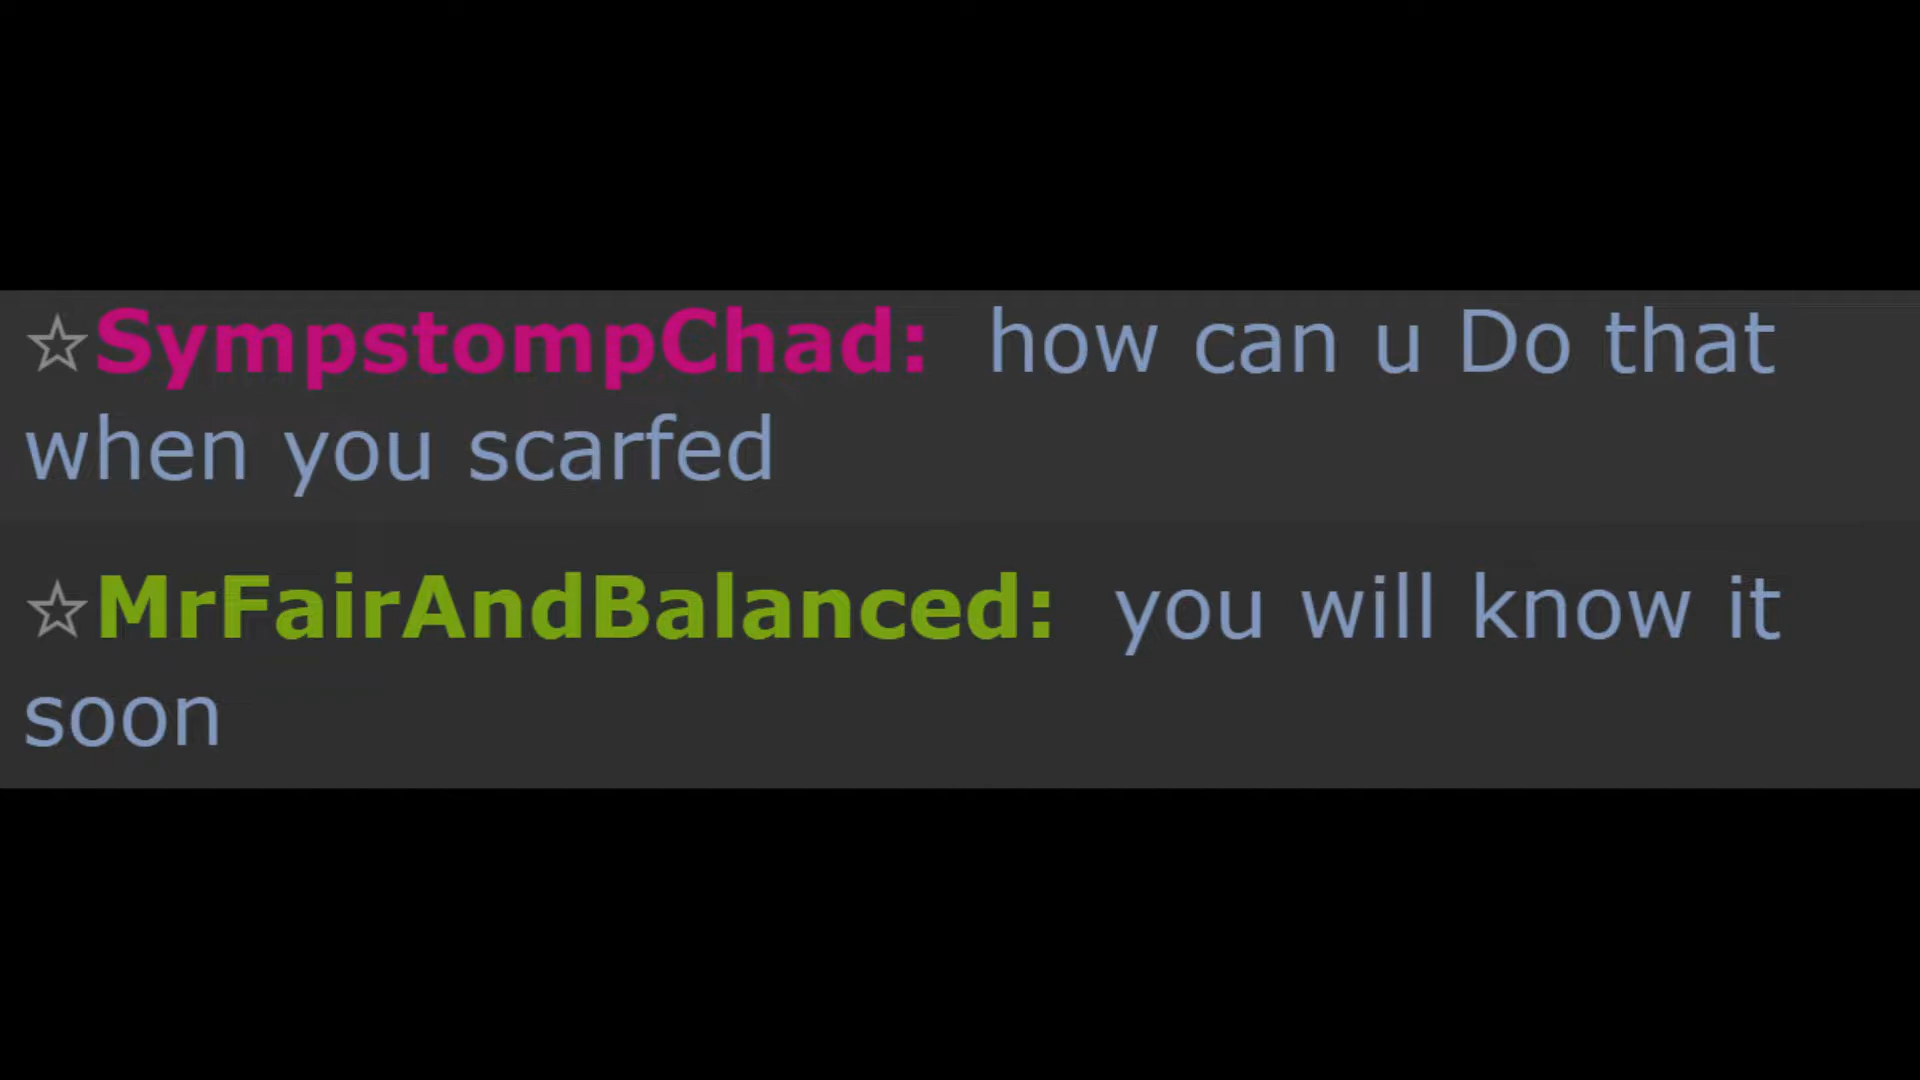 ☆SympstompChad: how can u Do that
when you scarfed
☆MrFairAndBalanced: you will know it
soon